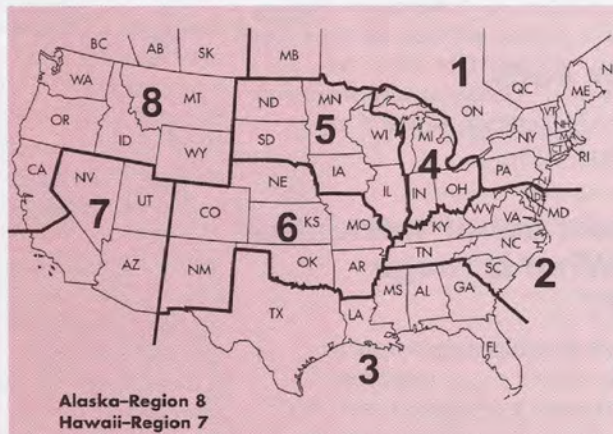 BC AB SK MB
1
QC N
WA MT ND MN ON ME
8
VT NH
OR ID 5 WI MI NY
SD
WY 4 RI
CA IA PA
NV NE IL IN OH
7 UT CO 6 KS MO KY WV VA MD
AZ NM OK AR TN NC
SC 2
TX LA MS AL GA
FL
3
Alaska–Region 8
Hawaii–Region 7